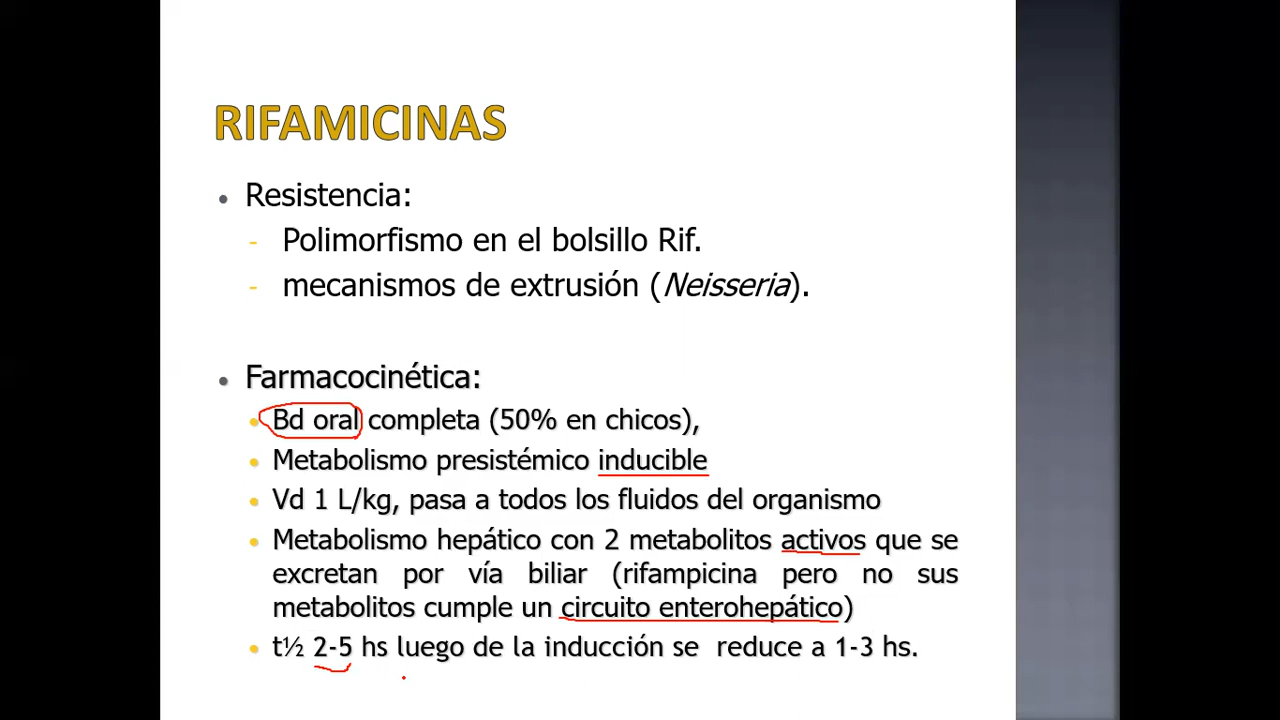 RIFAMICINAS
• Resistencia:
- Polimorfismo en el bolsillo Rif.
- mecanismos de extrusión (Neisseria).
• Farmacocinética:
• Bd oral completa (50% en chicos),
• Metabolismo presistémico inducible
• Vd 1 L/kg, pasa a todos los fluidos del organismo
• Metabolismo hepático con 2 metabolitos activos que se
excretan por vía biliar (rifampicina pero no sus
metabolitos cumple un circuito enterohepático)
• t½ 2-5 hs luego de la inducción se reduce a 1-3 hs.